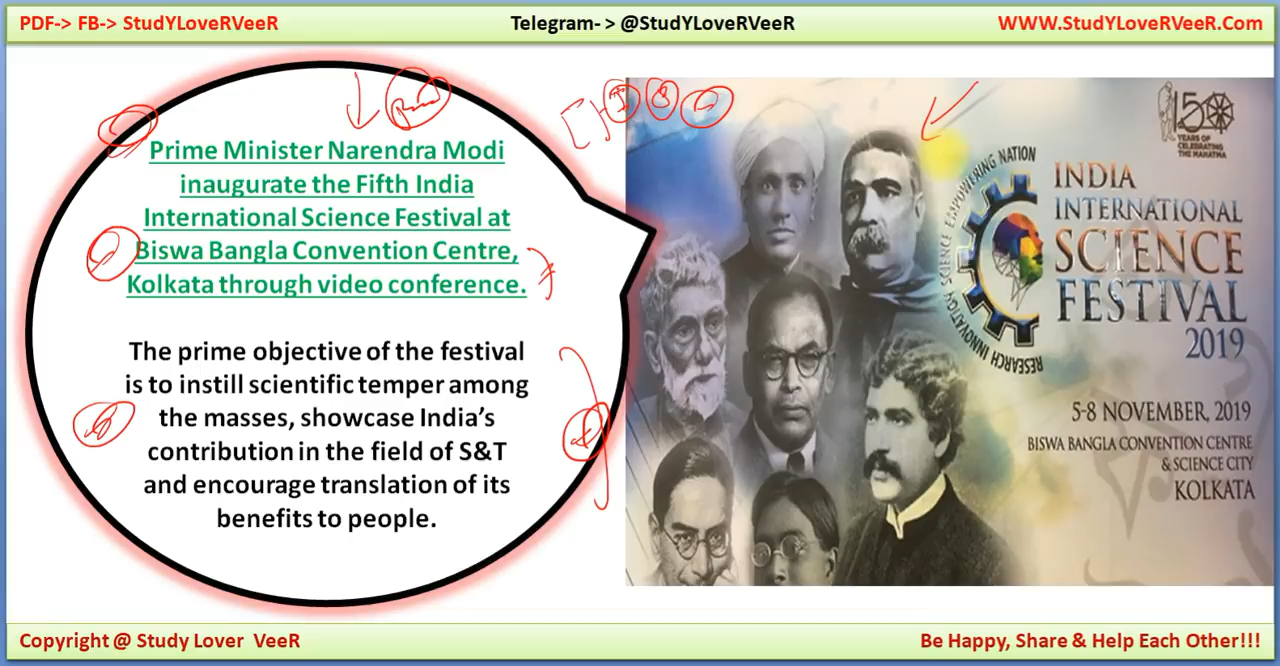 PDF-> FB-> StudYLoveRVeeR
Telegram- > @StudYLoveRVeeR
WWW.StudYLoveRVeeR.Com
Prime Minister Narendra Modi
inaugurate the Fifth India
International Science Festival at
Biswa Bangla Convention Centre,
Kolkata through video conference.
The prime objective of the festival
is to instill scientific temper among
the masses, showcase India's
contribution in the field of S&T
and encourage translation of its
benefits to people.
150
YEARS OF
CELEBRATING
THE MAHATMA
RESEARCH INNOVATION SCIENCE EMPOWERING NATION
INDIA
INTERNATIONAL
SCIENCE
FESTIVAL
2019
5-8 NOVEMBER, 2019
BISWA BANGLA CONVENTION CENTRE
& SCIENCE CITY
KOLKATA
Copyright @ Study Lover VeeR
Be Happy, Share & Help Each Other!!!